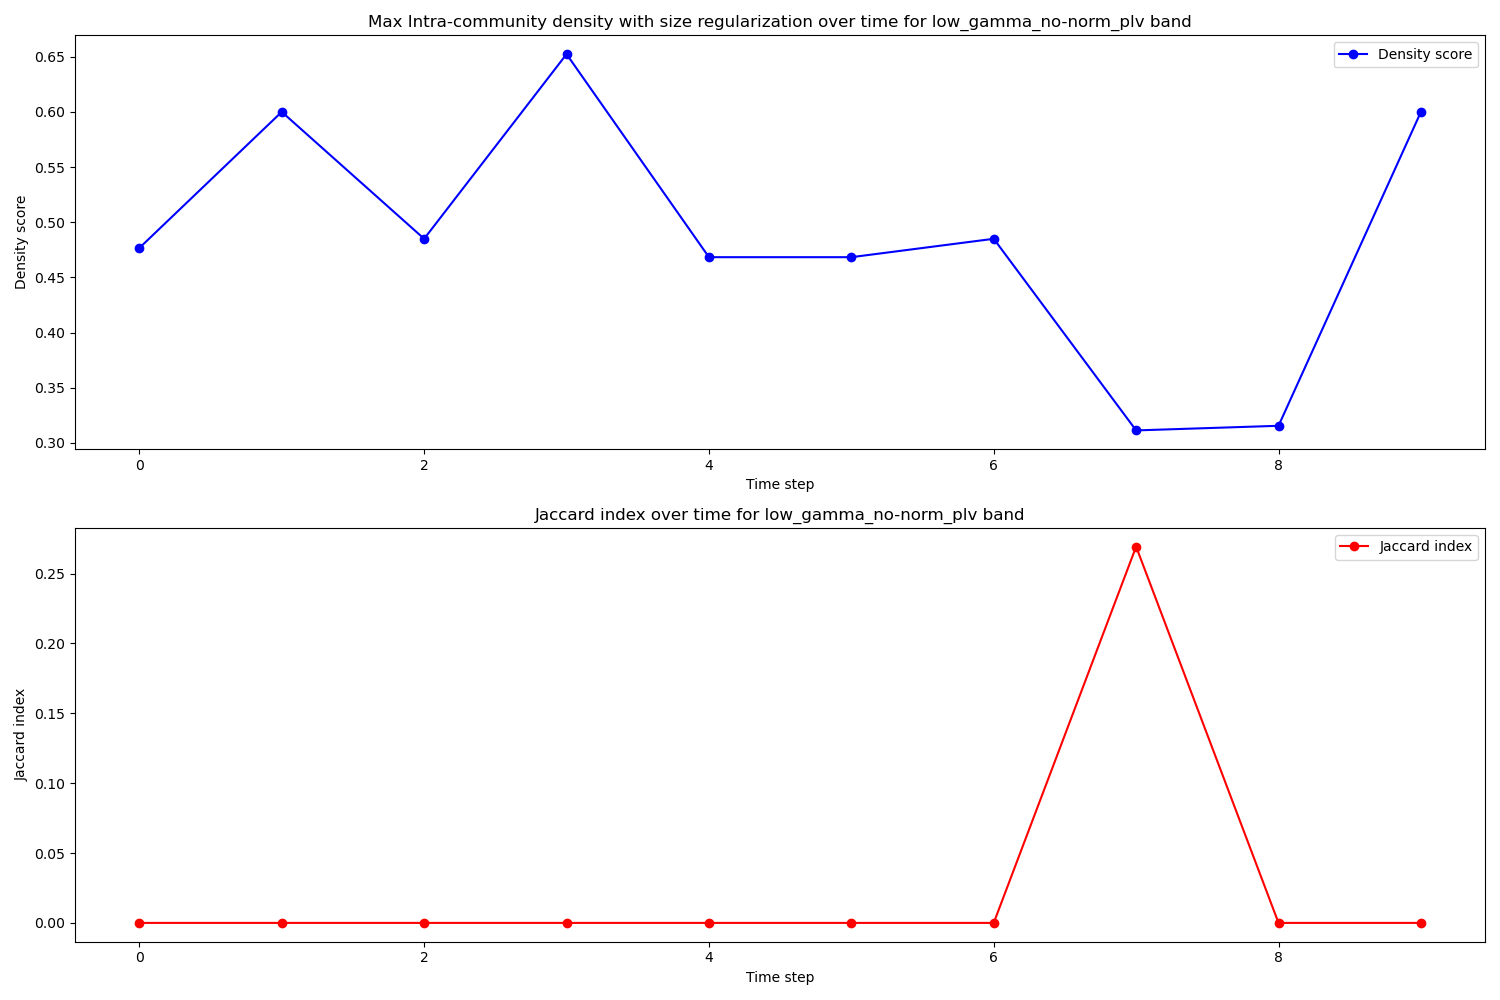 Max Intra-community density with size regularization over time for low_gamma_no-norm_plv band
Density score
0.65
0.60
0.55
0.50
0.45
0.40
0.35
0.30
Density score
0 2 4 6 8
Time step
Jaccard index over time for low_gamma_no-norm_plv band
Jaccard index
0.25
0.20
0.15
0.10
0.05
0.00
Jaccard index
0 2 4 6 8
Time step